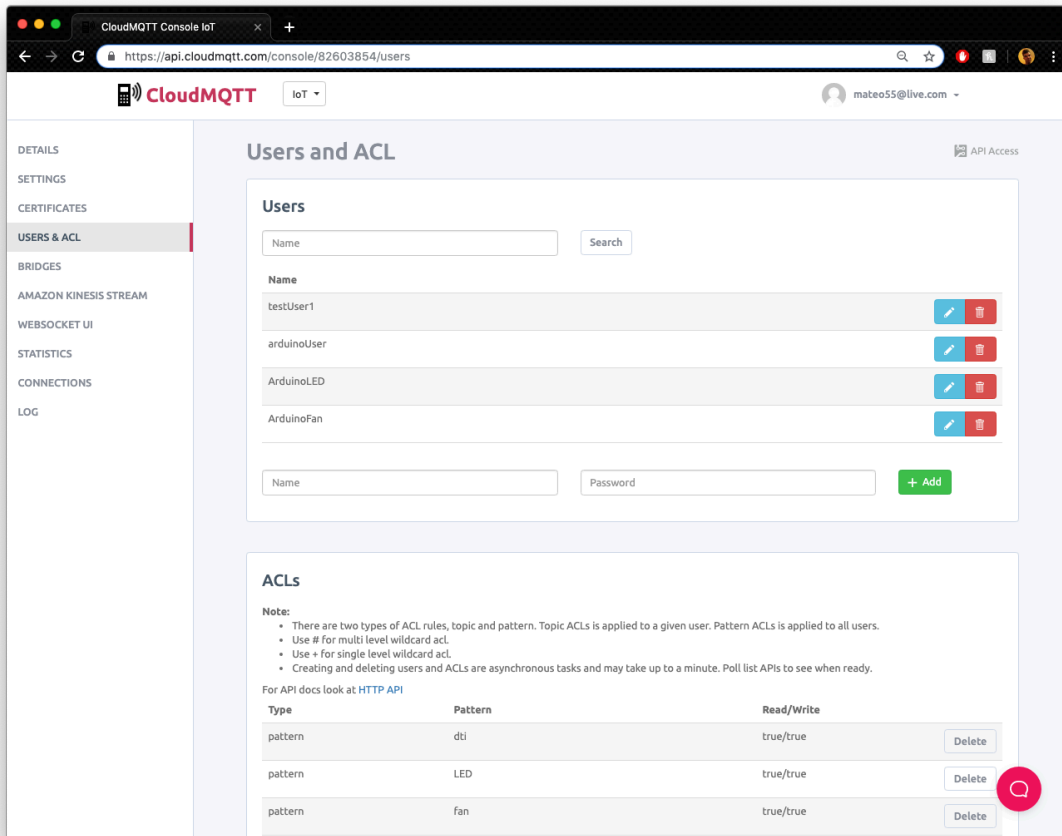 CloudMQTT Console IoT
https://api.cloudmqtt.com/console/82603854/users
CloudMQTT
IoT
mateo55@live.com
DETAILS
SETTINGS
CERTIFICATES
USERS & ACL
BRIDGES
AMAZON KINESIS STREAM
WEBSOCKET UI
STATISTICS
CONNECTIONS
LOG
Users and ACL
API Access
Users
Name
Search
Name
testUser1
arduinoUser
ArduinoLED
ArduinoFan
Name
Password
+ Add
ACLs
Note:
• There are two types of ACL rules, topic and pattern. Topic ACLs is applied to a given user. Pattern ACLs is applied to all users.
• Use # for multi level wildcard acl.
• Use + for single level wildcard acl.
• Creating and deleting users and ACLs are asynchronous tasks and may take up to a minute. Poll list APIs to see when ready.
For API docs look at HTTP API
Type Pattern Read/Write
pattern dti true/true Delete
pattern LED true/true Delete
pattern fan true/true Delete